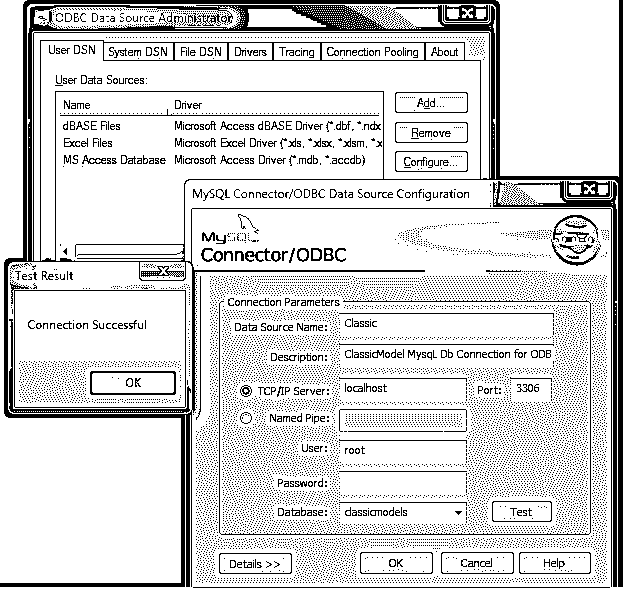 ODBC Data Source Administrator
User DSN System DSN File DSN Drivers Tracing Connection Pooling About
User Data Sources:
Name Driver
dBASE Files Microsoft Access dBASE Driver (*.dbf, *.ndx
Excel Files Microsoft Excel Driver (*.xls, *.xlsx, *.xlsm, *.x
MS Access Database Microsoft Access Driver (*.mdb, *.accdb)
Add...
Remove
Configure...
MySQL Connector/ODBC Data Source Configuration
MySQL
Connector/ODBC
Test Result
Connection Successful
OK
Connection Parameters
Data Source Name: Classic
Description: ClassicModel MysqL Db Connection for ODB
TCP/IP Server: localhost Port: 3306
Named Pipe:
User: root
Password:
Database: classicmodels Test
Details >> OK Cancel Help